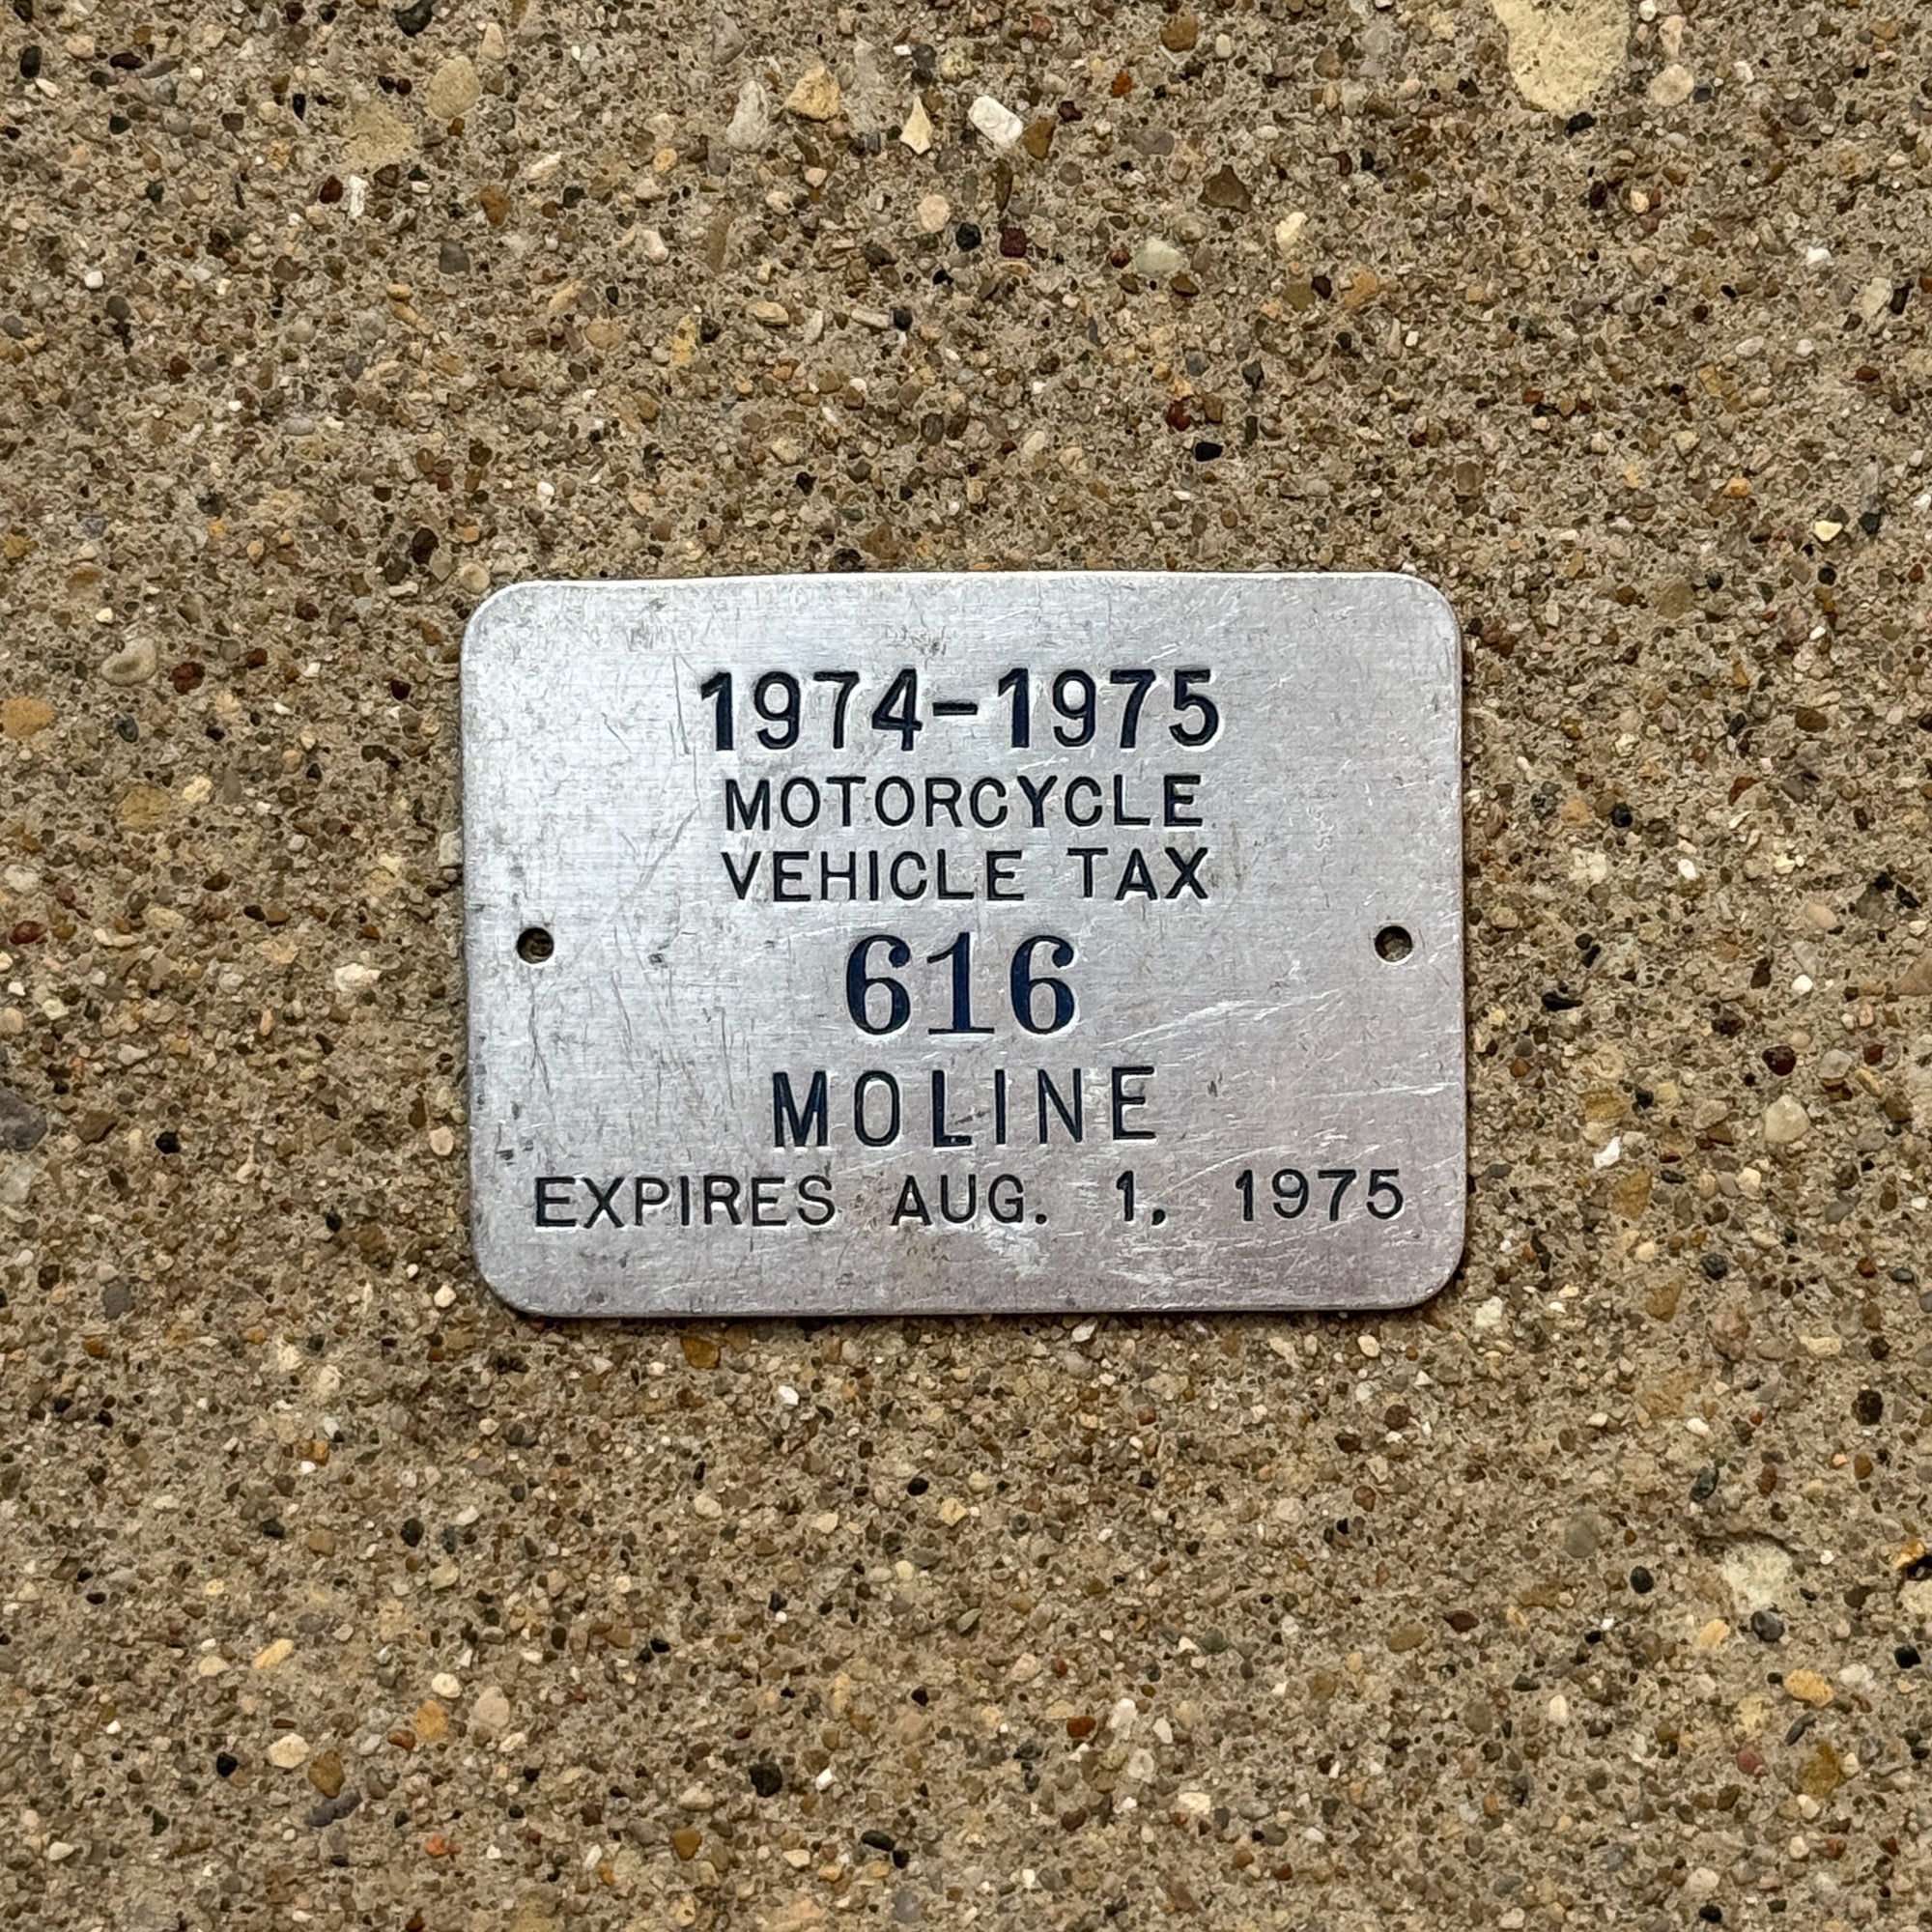 1974-1975
MOTORCYCLE
VEHICLE TAX
616
MOLINE
EXPIRES AUG. 1, 1975